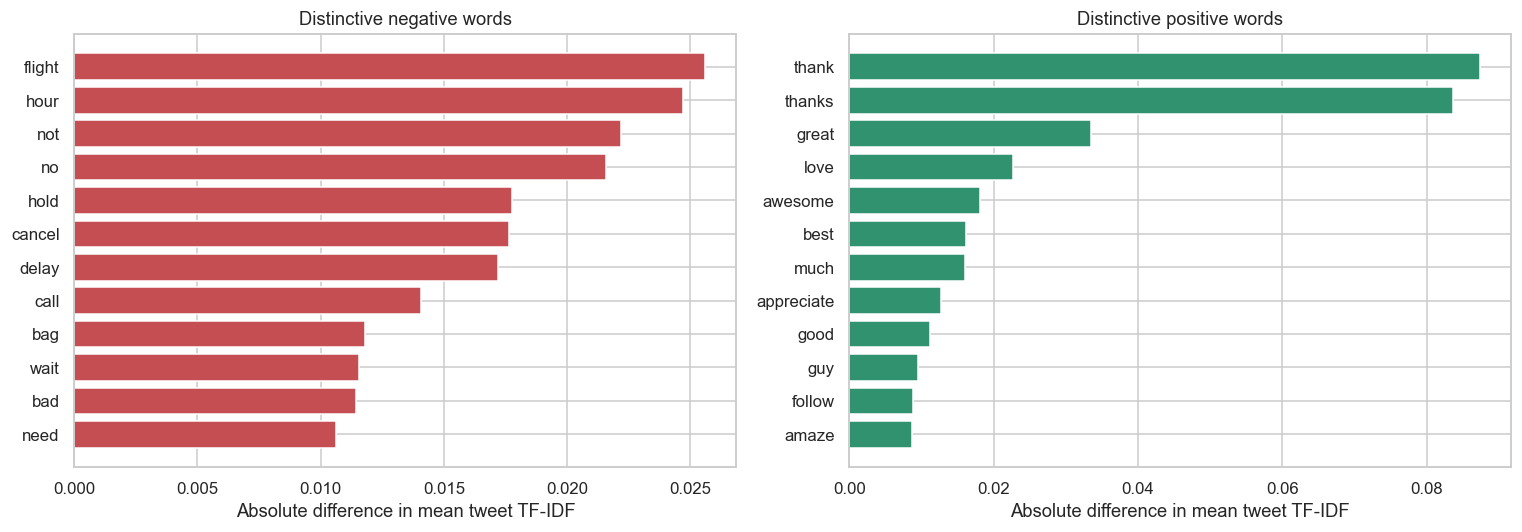 Distinctive negative words
flight
hour
not
no
hold
cancel
delay
call
bag
wait
bad
need
0.000 0.005 0.010 0.015 0.020 0.025
Absolute difference in mean tweet TF-IDF
Distinctive positive words
thank
thanks
great
love
awesome
best
much
appreciate
good
guy
follow
amaze
0.00 0.02 0.04 0.06 0.08
Absolute difference in mean tweet TF-IDF